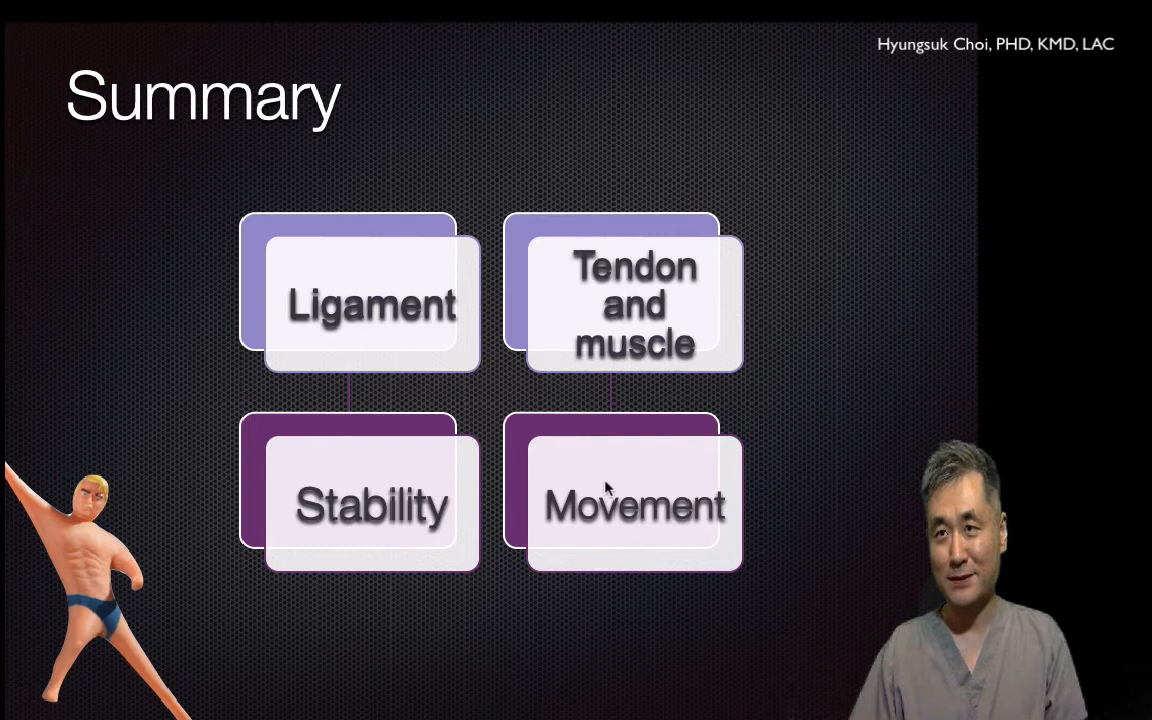 Hyungsuk Choi, PHD, KMD, LAC
Summary
Ligament
Tendon
and
muscle
Stability
Movement